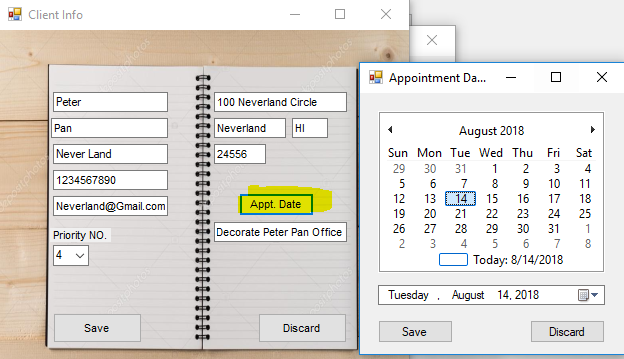 Client Info
Peter
Pan
Never Land
1234567890
Neverland@Gmail.com
Priority NO.
4
Save
100 Neverland Circle
Neverland HI
24556
Appt. Date
Decorate Peter Pan Office
Discard
Appointment Da...
August 2018
Sun Mon Tue Wed Thu Fri Sat
29 30 31 1 2 3 4
5 6 7 8 9 10 11
12 13 14 15 16 17 18
19 20 21 22 23 24 25
26 27 28 29 30 31 1
2 3 4 5 6 7 8
Today: 8/14/2018
Tuesday , August 14, 2018
Save Discard